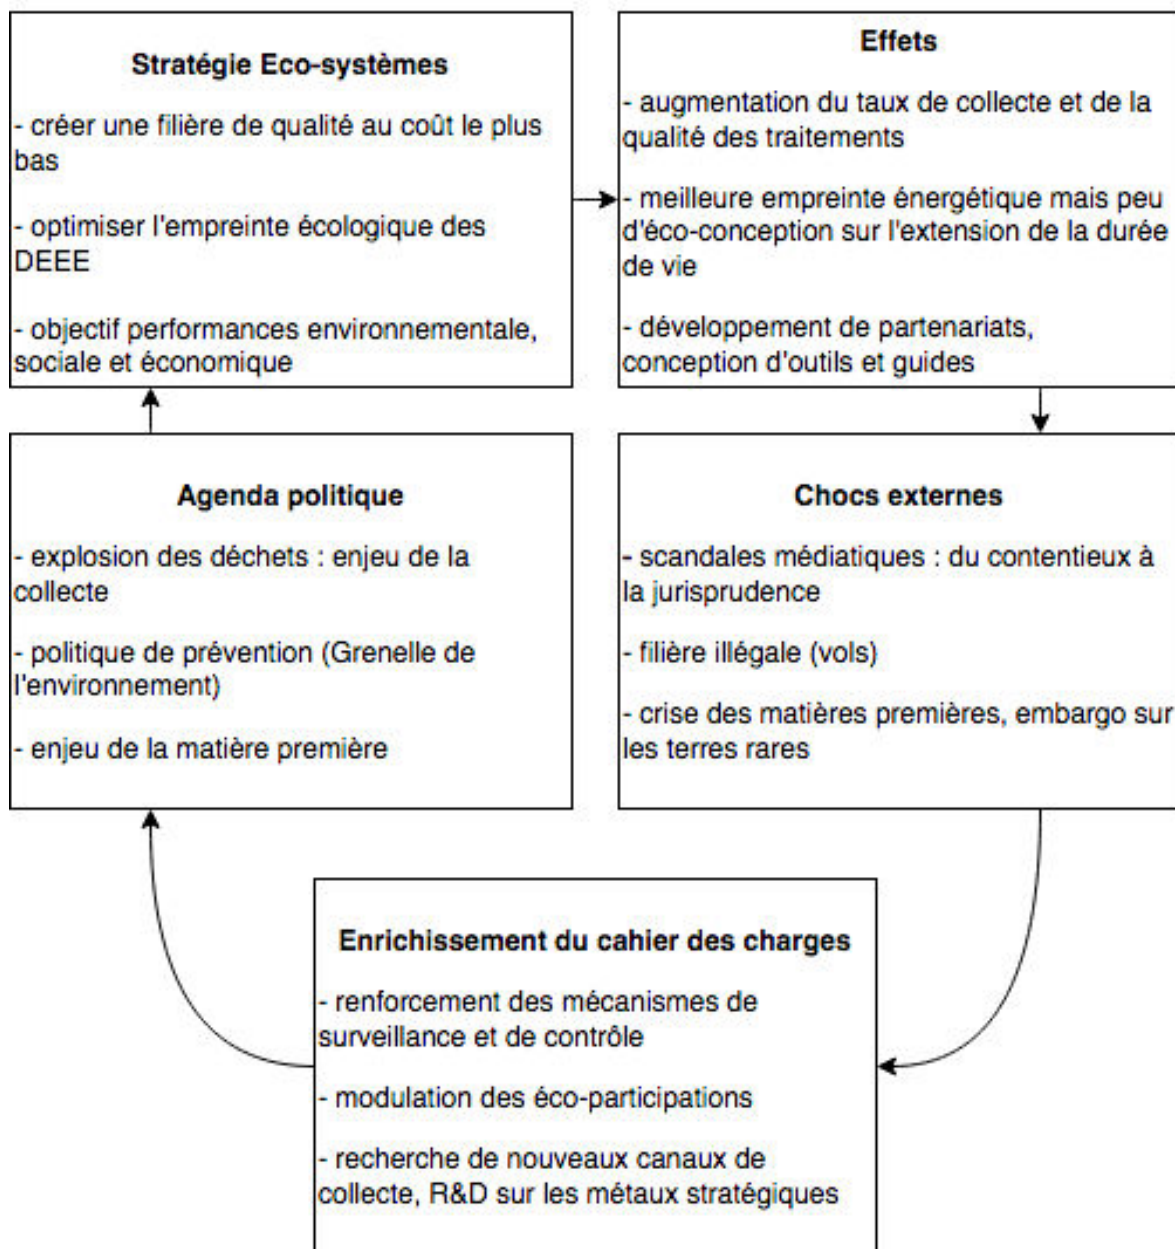 Stratégie Eco-systèmes
- créer une filière de qualité au coût le plus
bas
- optimiser l'empreinte écologique des
DEEE
- objectif performances environnementale,
sociale et économique
Effets
- augmentation du taux de collecte et de la
qualité des traitements
- meilleure empreinte énergétique mais peu
d'éco-conception sur l'extension de la durée
de vie
- développement de partenariats,
conception d'outils et guides
Agenda politique
- explosion des déchets : enjeu de la
collecte
- politique de prévention (Grenelle de
l'environnement)
- enjeu de la matière première
Chocs externes
- scandales médiatiques : du contentieux à
la jurisprudence
- filière illégale (vols)
- crise des matières premières, embargo sur
les terres rares
Enrichissement du cahier des charges
- renforcement des mécanismes de
surveillance et de contrôle
- modulation des éco-participations
- recherche de nouveaux canaux de
collecte, R&D sur les métaux stratégiques